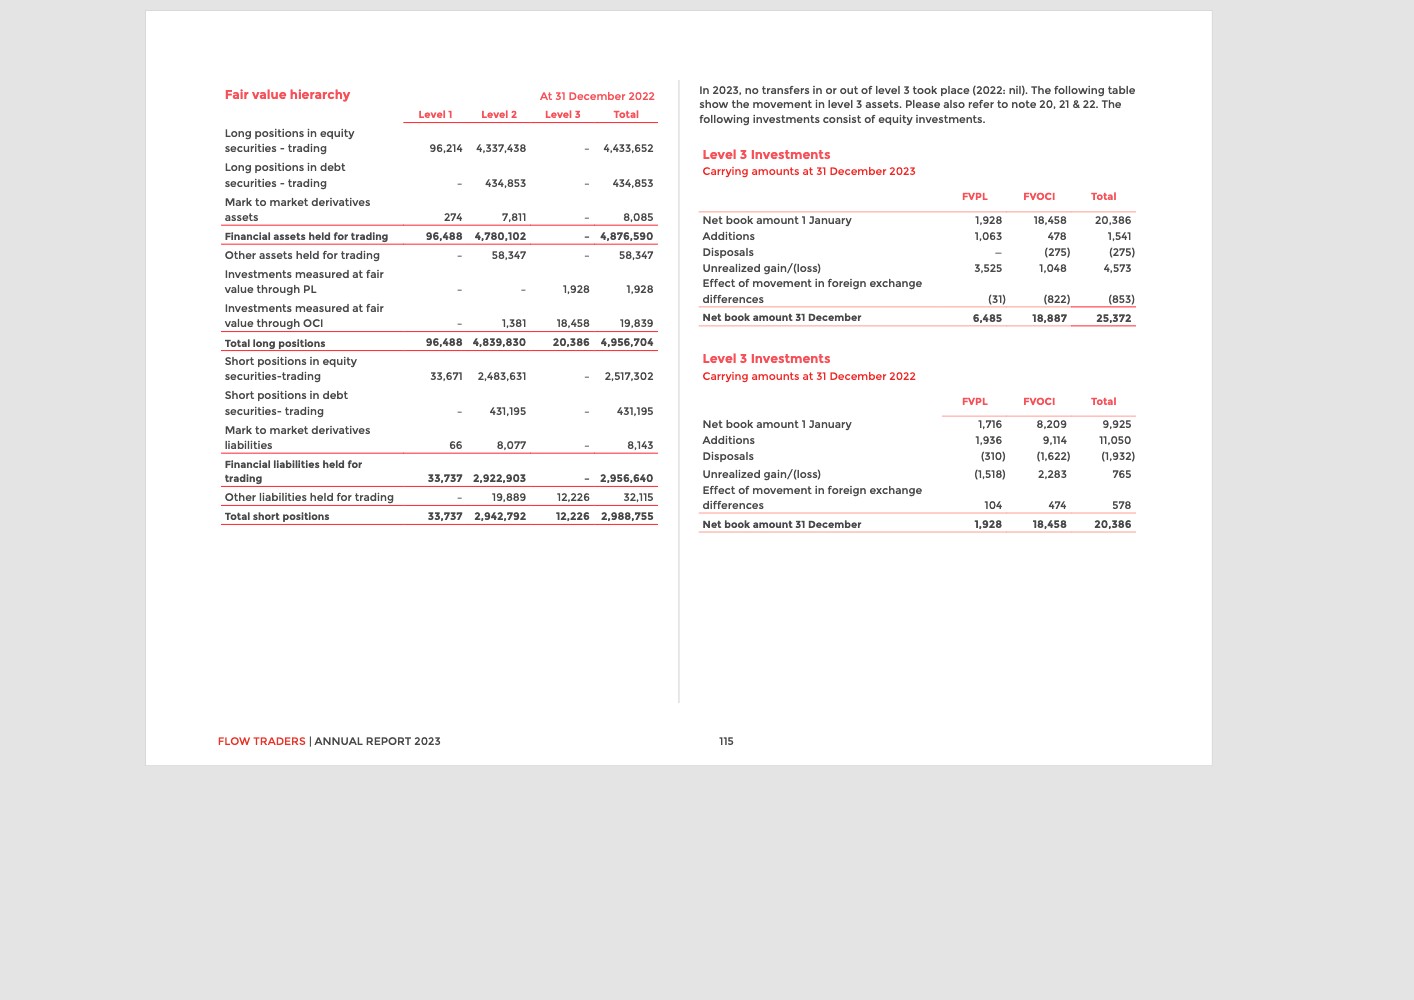 Fair value hierarchy At 31 December 2022
Level 1 Level 2 Level 3 Total
Long positions in equity
securities - trading 96,214 4,337,438 – 4,433,652
Long positions in debt
securities - trading – 434,853 – 434,853
Mark to market derivatives
assets 274 7,811 – 8,085
Financial assets held for trading 96,488 4,780,102 – 4,876,590
Other assets held for trading – 58,347 – 58,347
Investments measured at fair
value through PL – – 1,928 1,928
Investments measured at fair
value through OCI – 1,381 18,458 19,839
Total long positions 96,488 4,839,830 20,386 4,956,704
Short positions in equity
securities-trading 33,671 2,483,631 – 2,517,302
Short positions in debt
securities- trading – 431,195 – 431,195
Mark to market derivatives
liabilities 66 8,077 – 8,143
Financial liabilities held for
trading 33,737 2,922,903 – 2,956,640
Other liabilities held for trading – 19,889 12,226 32,115
Total short positions 33,737 2,942,792 12,226 2,988,755
In 2023, no transfers in or out of level 3 took place (2022: nil). The following table
show the movement in level 3 assets. Please also refer to note 20, 21 & 22. The
following investments consist of equity investments.
Level 3 Investments
Carrying amounts at 31 December 2023
FVPL FVOCI Total
Net book amount 1 January 1,928 18,458 20,386
Additions 1,063 478 1,541
Disposals — (275) (275)
Unrealized gain/(loss) 3,525 1,048 4,573
Effect of movement in foreign exchange
differences (31) (822) (853)
Net book amount 31 December 6,485 18,887 25,372
Level 3 Investments
Carrying amounts at 31 December 2022
FVPL FVOCI Total
Net book amount 1 January 1,716 8,209 9,925
Additions 1,936 9,114 11,050
Disposals (310) (1,622) (1,932)
Unrealized gain/(loss) (1,518) 2,283 765
Effect of movement in foreign exchange
differences 104 474 578
Net book amount 31 December 1,928 18,458 20,386
FLOW TRADERS | ANNUAL REPORT 2023 115